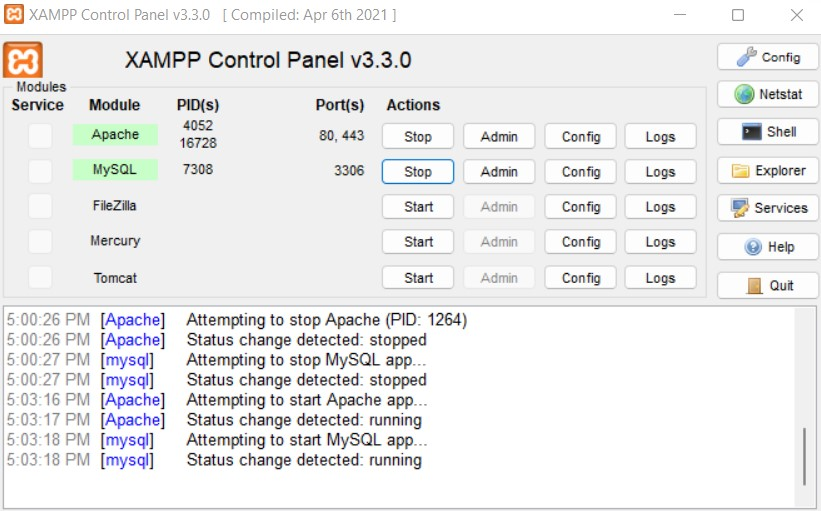 XAMPP Control Panel v3.3.0 [ Compiled: Apr 6th 2021 ]
XAMPP Control Panel v3.3.0
Config
Modules
Service Module PID(s) Port(s) Actions
Netstat
Apache 4052 16728 80, 443 Stop Admin Config Logs
Shell
MySQL 7308 3306 Stop Admin Config Logs
Explorer
FileZilla Start Admin Config Logs
Services
Mercury Start Admin Config Logs
Help
Tomcat Start Admin Config Logs
Quit
5:00:26 PM [Apache] Attempting to stop Apache (PID: 1264)
5:00:26 PM [Apache] Status change detected: stopped
5:00:27 PM [mysql] Attempting to stop MySQL app...
5:00:27 PM [mysql] Status change detected: stopped
5:03:16 PM [Apache] Attempting to start Apache app...
5:03:17 PM [Apache] Status change detected: running
5:03:18 PM [mysql] Attempting to start MySQL app...
5:03:18 PM [mysql] Status change detected: running